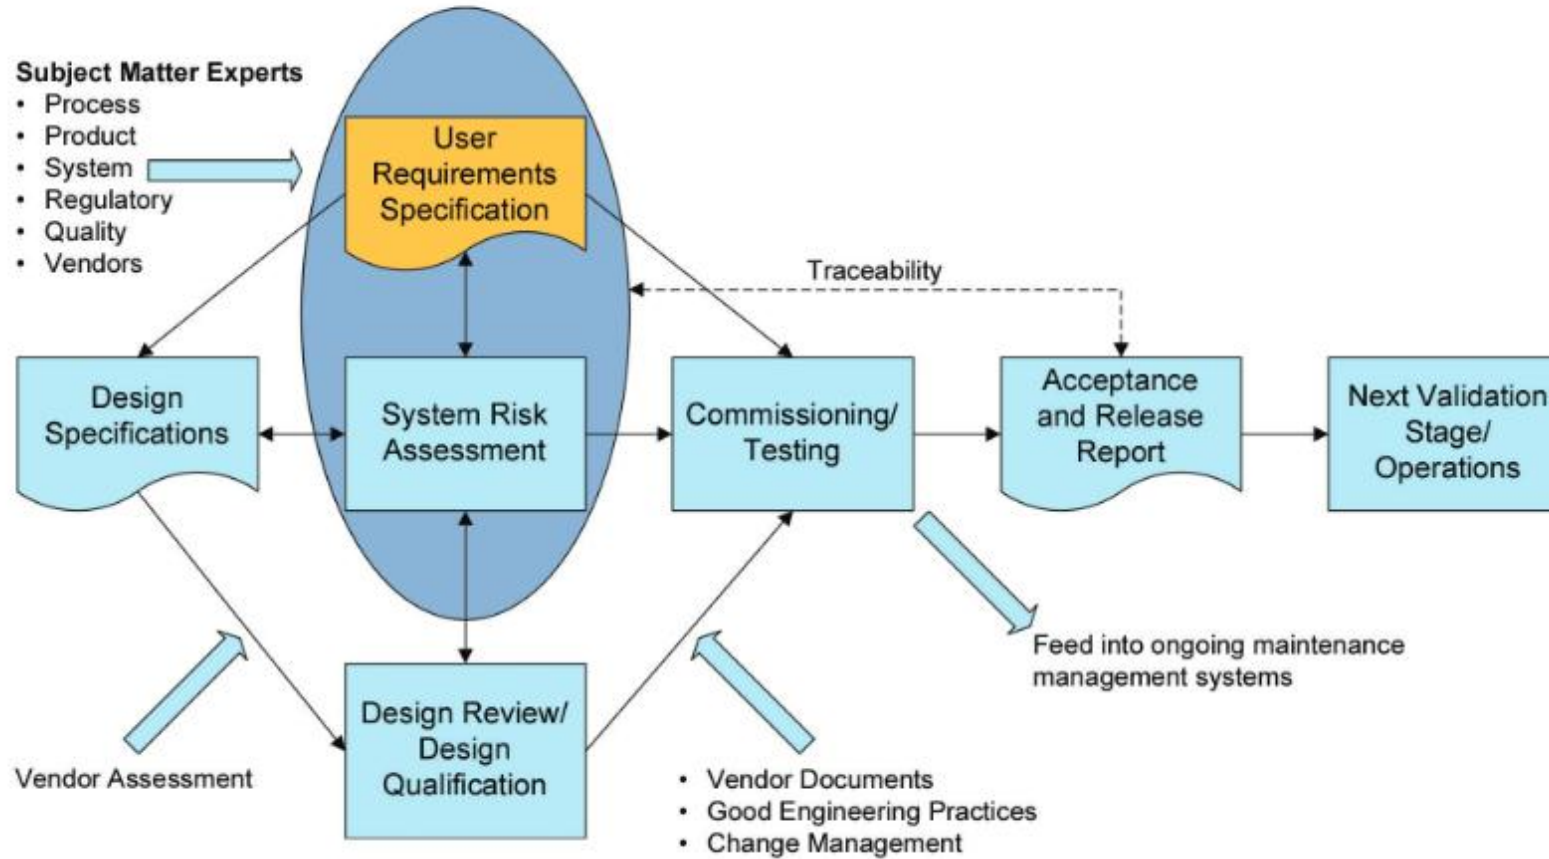 Subject Matter Experts
• Process
• Product
• System
• Regulatory
• Quality
• Vendors
User
Requirements
Specification
Traceability
Design
Specifications
System Risk
Assessment
Commissioning/
Testing
Acceptance
and Release
Report
Next Validation
Stage/
Operations
Feed into ongoing maintenance
management systems
Vendor Assessment
Design Review/
Design
Qualification
• Vendor Documents
• Good Engineering Practices
• Change Management